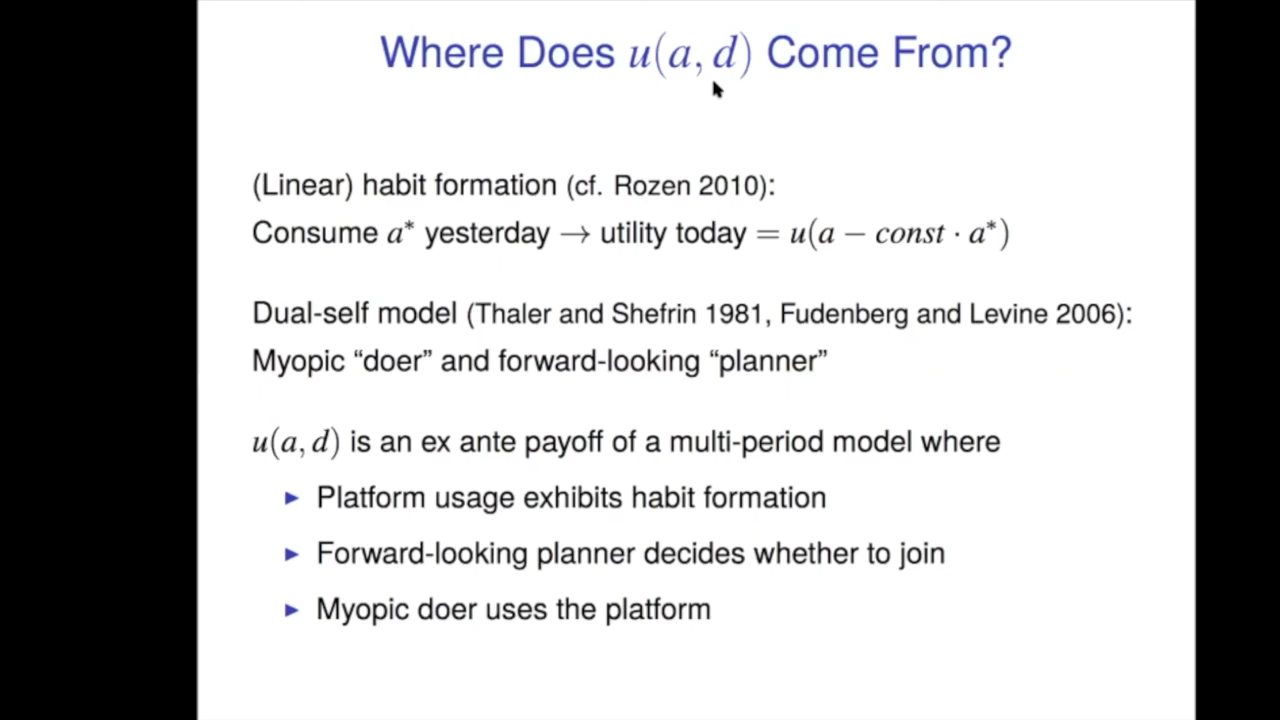 Where Does u(a, d) Come From?
(Linear) habit formation (cf. Rozen 2010):
Consume a* yesterday → utility today = u(a − const · a*)
Dual-self model (Thaler and Shefrin 1981, Fudenberg and Levine 2006):
Myopic “doer” and forward-looking “planner”
u(a, d) is an ex ante payoff of a multi-period model where
▶ Platform usage exhibits habit formation
▶ Forward-looking planner decides whether to join
▶ Myopic doer uses the platform